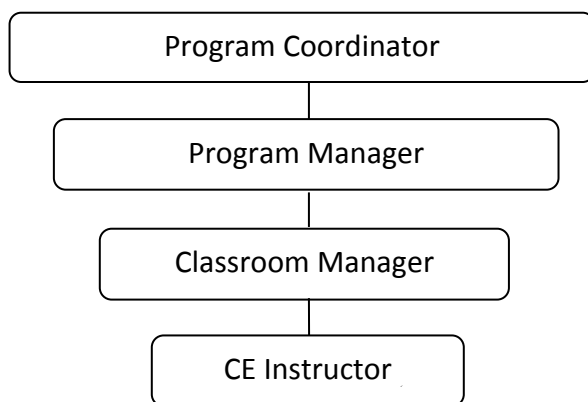 Program Coordinator
Program Manager
Classroom Manager
CE Instructor